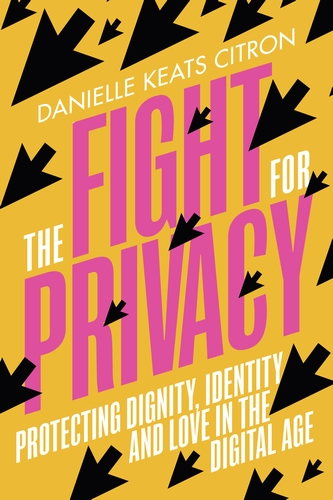 DANIELLE KEATS CITRON
THE FIGHT FOR
PRIVACY
PROTECTING DIGNITY, IDENTITY
AND LOVE IN THE
DIGITAL AGE